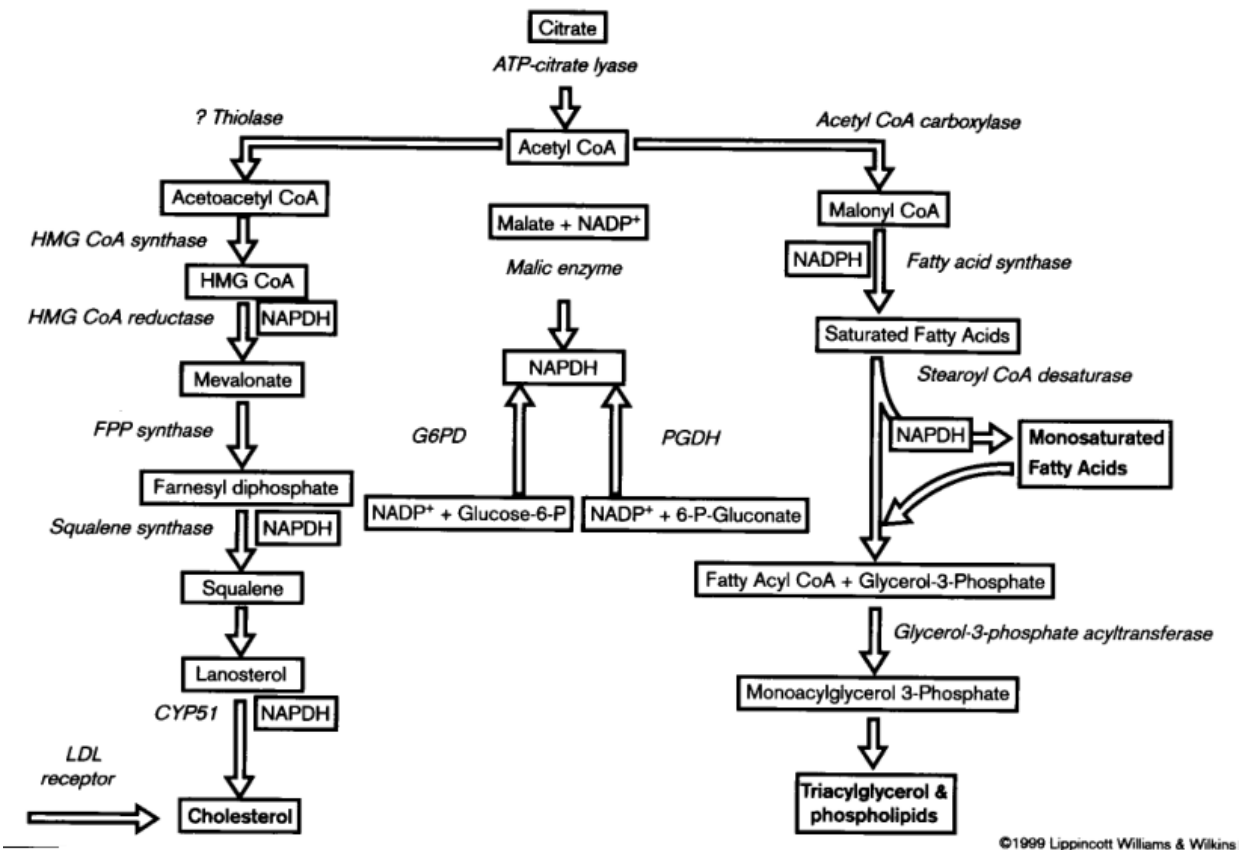 Citrate
ATP-citrate lyase
? Thiolase
Acetyl CoA carboxylase
Acetyl CoA
Acetoacetyl CoA
Malate + NADP⁺
Malonyl CoA
HMG CoA synthase
Malic enzyme
NADPH
Fatty acid synthase
HMG CoA
HMG CoA reductase
NAPDH
Saturated Fatty Acids
NAPDH
Mevalonate
Stearoyl CoA desaturase
FPP synthase
G6PD
PGDH
NAPDH
Monosaturated
Fatty Acids
Farnesyl diphosphate
NADP⁺ + Glucose-6-P
NADP⁺ + 6-P-Gluconate
Squalene synthase
NAPDH
Squalene
Fatty Acyl CoA + Glycerol-3-Phosphate
Glycerol-3-phosphate acyltransferase
Lanosterol
Monoacylglycerol 3-Phosphate
CYP51
NAPDH
LDL
receptor
Cholesterol
Triacylglycerol &
phospholipids
©1999 Lippincott Williams & Wilkins